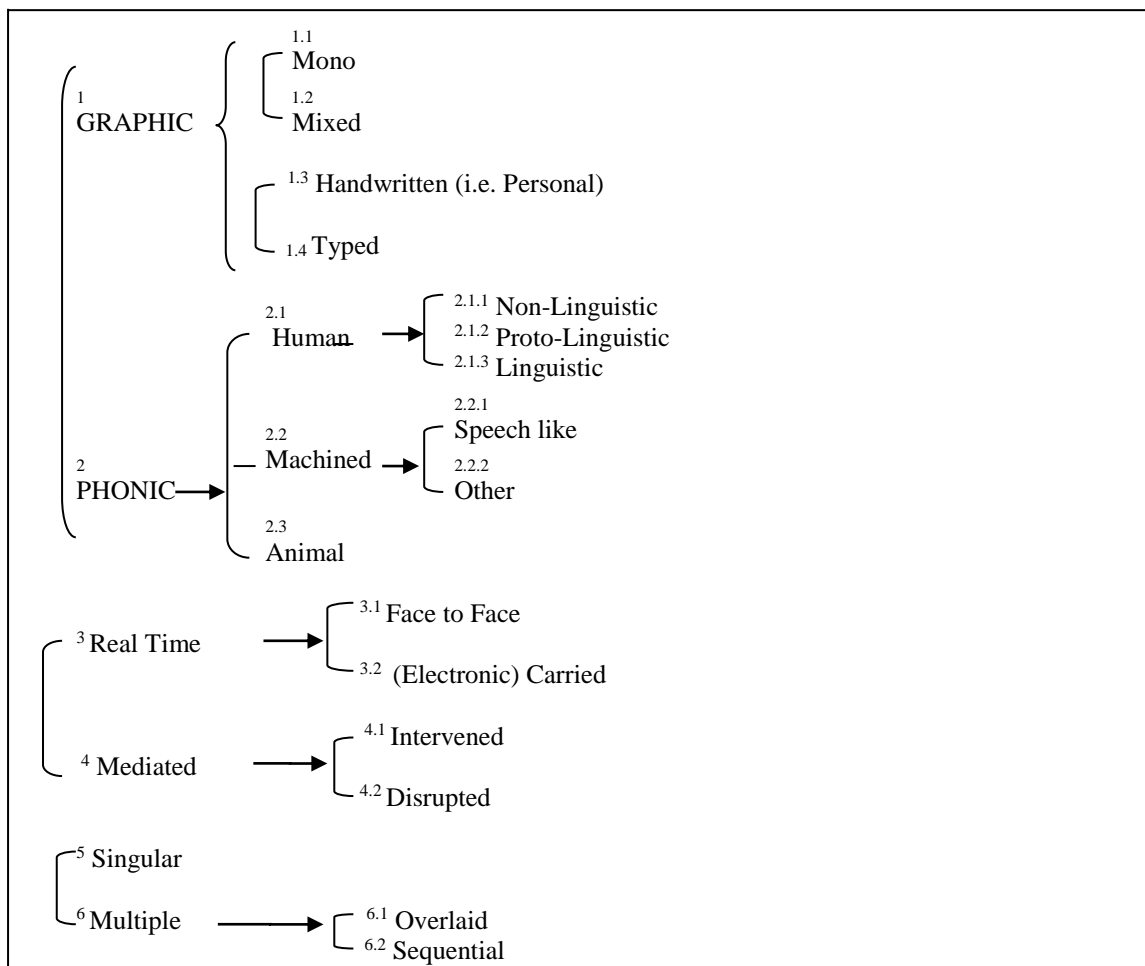 1.1
Mono
1
GRAPHIC
1.2
Mixed
1.3 Handwritten (i.e. Personal)
1.4 Typed
2.1
Human
2.1.1 Non-Linguistic
2.1.2 Proto-Linguistic
2.1.3 Linguistic
2.2.1
Speech like
2.2
Machined
2.2.2
Other
2
PHONIC
2.3
Animal
3 Real Time
3.1 Face to Face
3.2 (Electronic) Carried
4 Mediated
4.1 Intervened
4.2 Disrupted
5 Singular
6 Multiple
6.1 Overlaid
6.2 Sequential